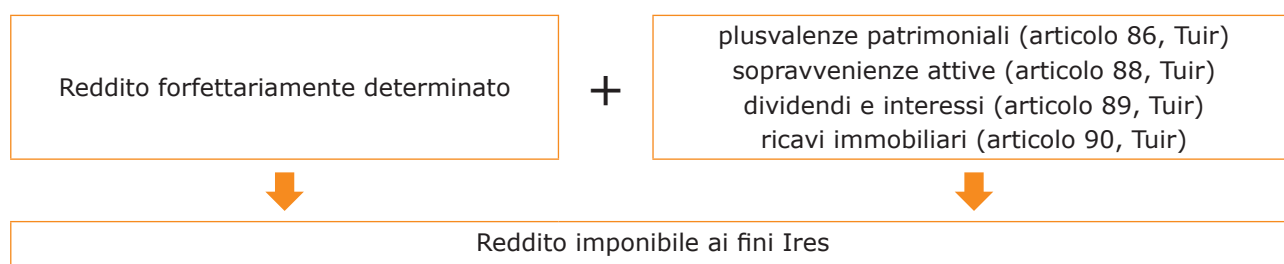 Reddito forfettariamente determinato
+
plusvalenze patrimoniali (articolo 86, Tuir)
sopravvenienze attive (articolo 88, Tuir)
dividendi e interessi (articolo 89, Tuir)
ricavi immobiliari (articolo 90, Tuir)
Reddito imponibile ai fini Ires